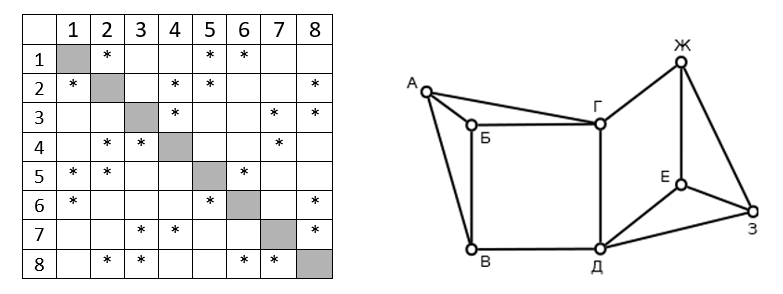 1 2 3 4 5 6 7 8
1 * * *
2 * * * *
3 * * *
4 * * *
5 * * *
6 * * *
7 * * *
8 * * * *
А
Б
В
Г
Д
Е
Ж
З